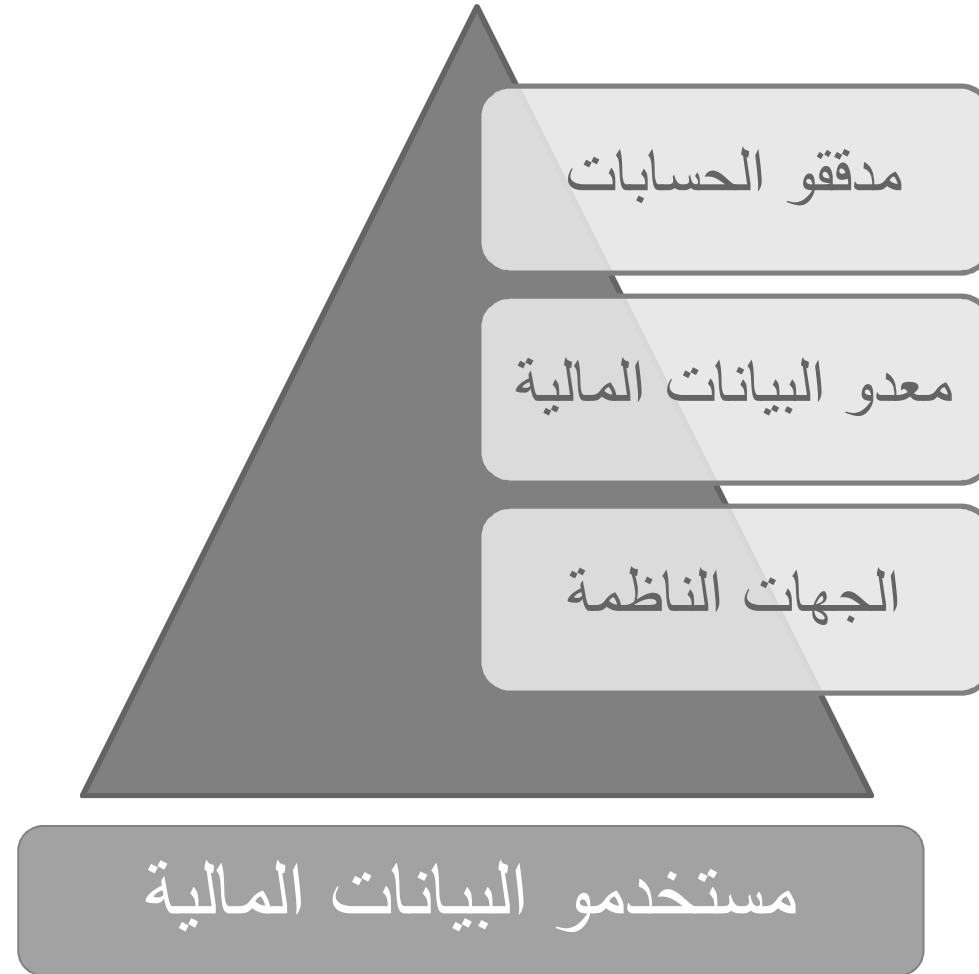 مدققو الحسابات
معدو البيانات المالية
الجهات الناظمة
مستخدمو البيانات المالية